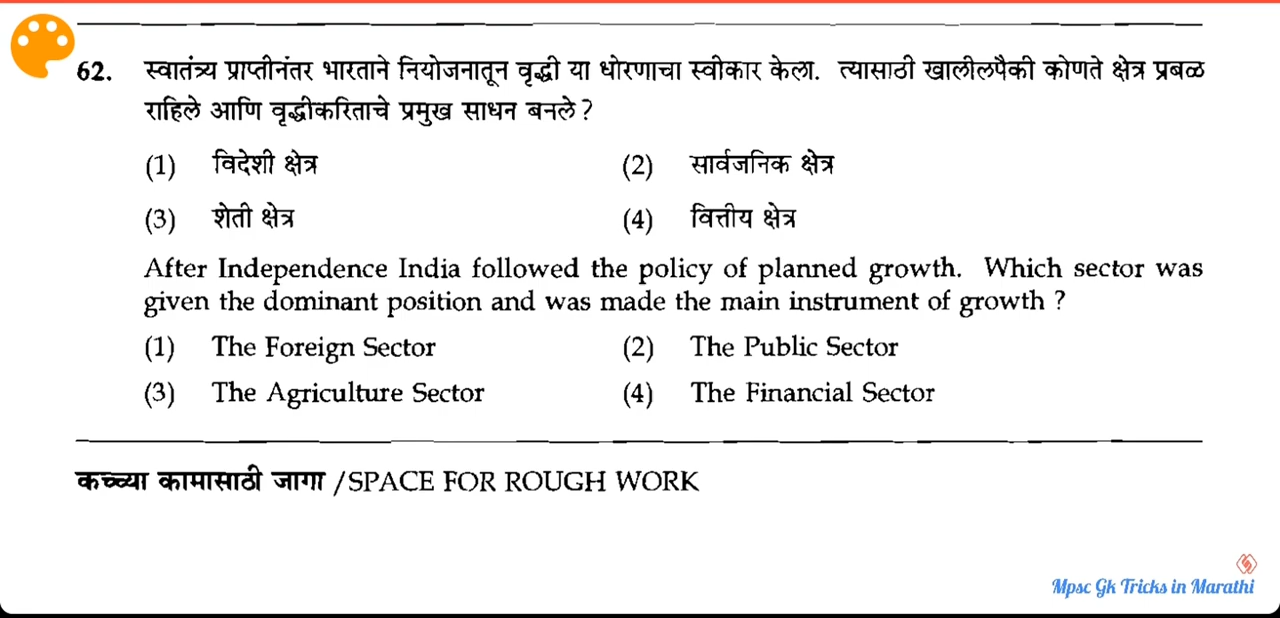 62. स्वातंत्र्य प्राप्तीनंतर भारताने नियोजनातून वृद्धी या धोरणाचा स्वीकार केला. त्यासाठी खालीलपैकी कोणते क्षेत्र प्रबळ
राहिले आणि वृद्धीकरिताचे प्रमुख साधन बनले ?
(1) विदेशी क्षेत्र (2) सार्वजनिक क्षेत्र
(3) शेती क्षेत्र (4) वित्तीय क्षेत्र
After Independence India followed the policy of planned growth. Which sector was
given the dominant position and was made the main instrument of growth ?
(1) The Foreign Sector (2) The Public Sector
(3) The Agriculture Sector (4) The Financial Sector
कच्च्या कामासाठी जागा /SPACE FOR ROUGH WORK
Mpsc Gk Tricks in Marathi